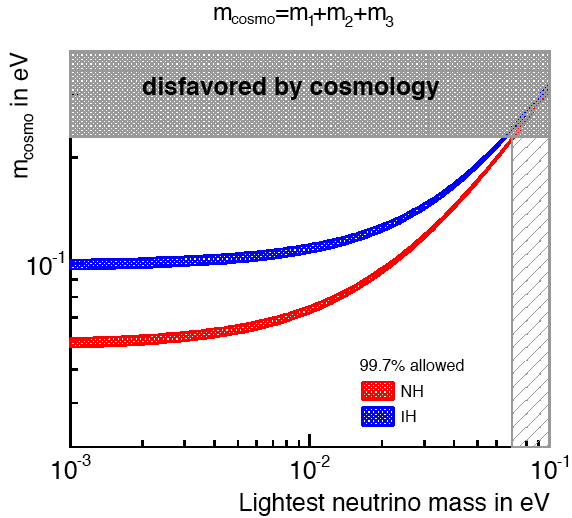 m_cosmo=m_1+m_2+m_3
disfavored by cosmology
m_cosmo in eV
10^-1
99.7% allowed
NH
IH
10^-3 10^-2 10^-1
Lightest neutrino mass in eV